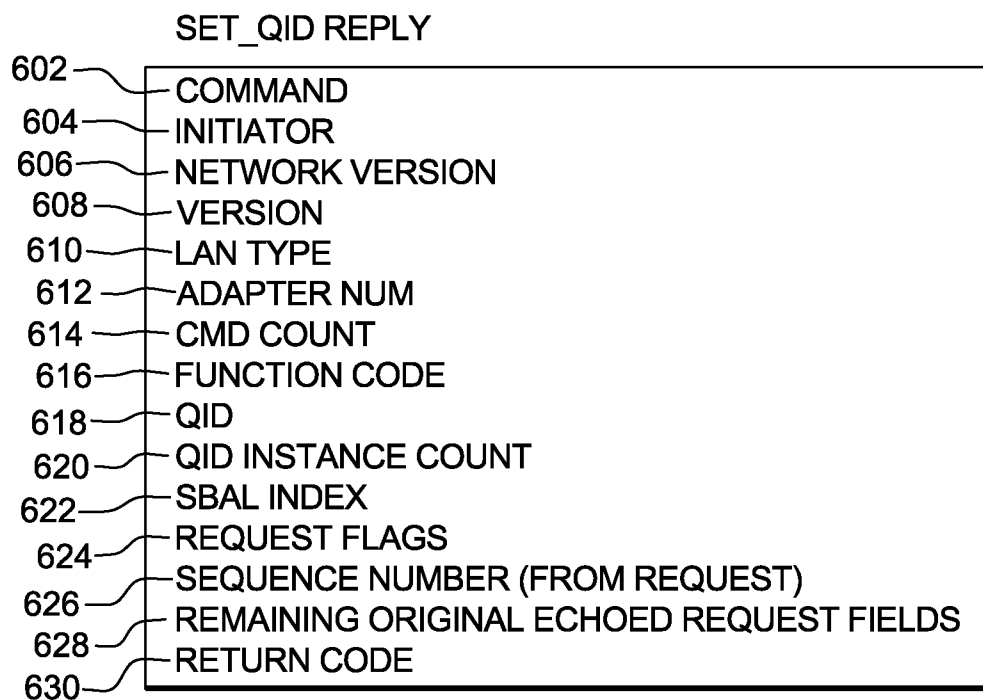 SET_QID REPLY
602 COMMAND
604 INITIATOR
606 NETWORK VERSION
608 VERSION
610 LAN TYPE
612 ADAPTER NUM
614 CMD COUNT
616 FUNCTION CODE
618 QID
620 QID INSTANCE COUNT
622 SBAL INDEX
624 REQUEST FLAGS
626 SEQUENCE NUMBER (FROM REQUEST)
628 REMAINING ORIGINAL ECHOED REQUEST FIELDS
630 RETURN CODE